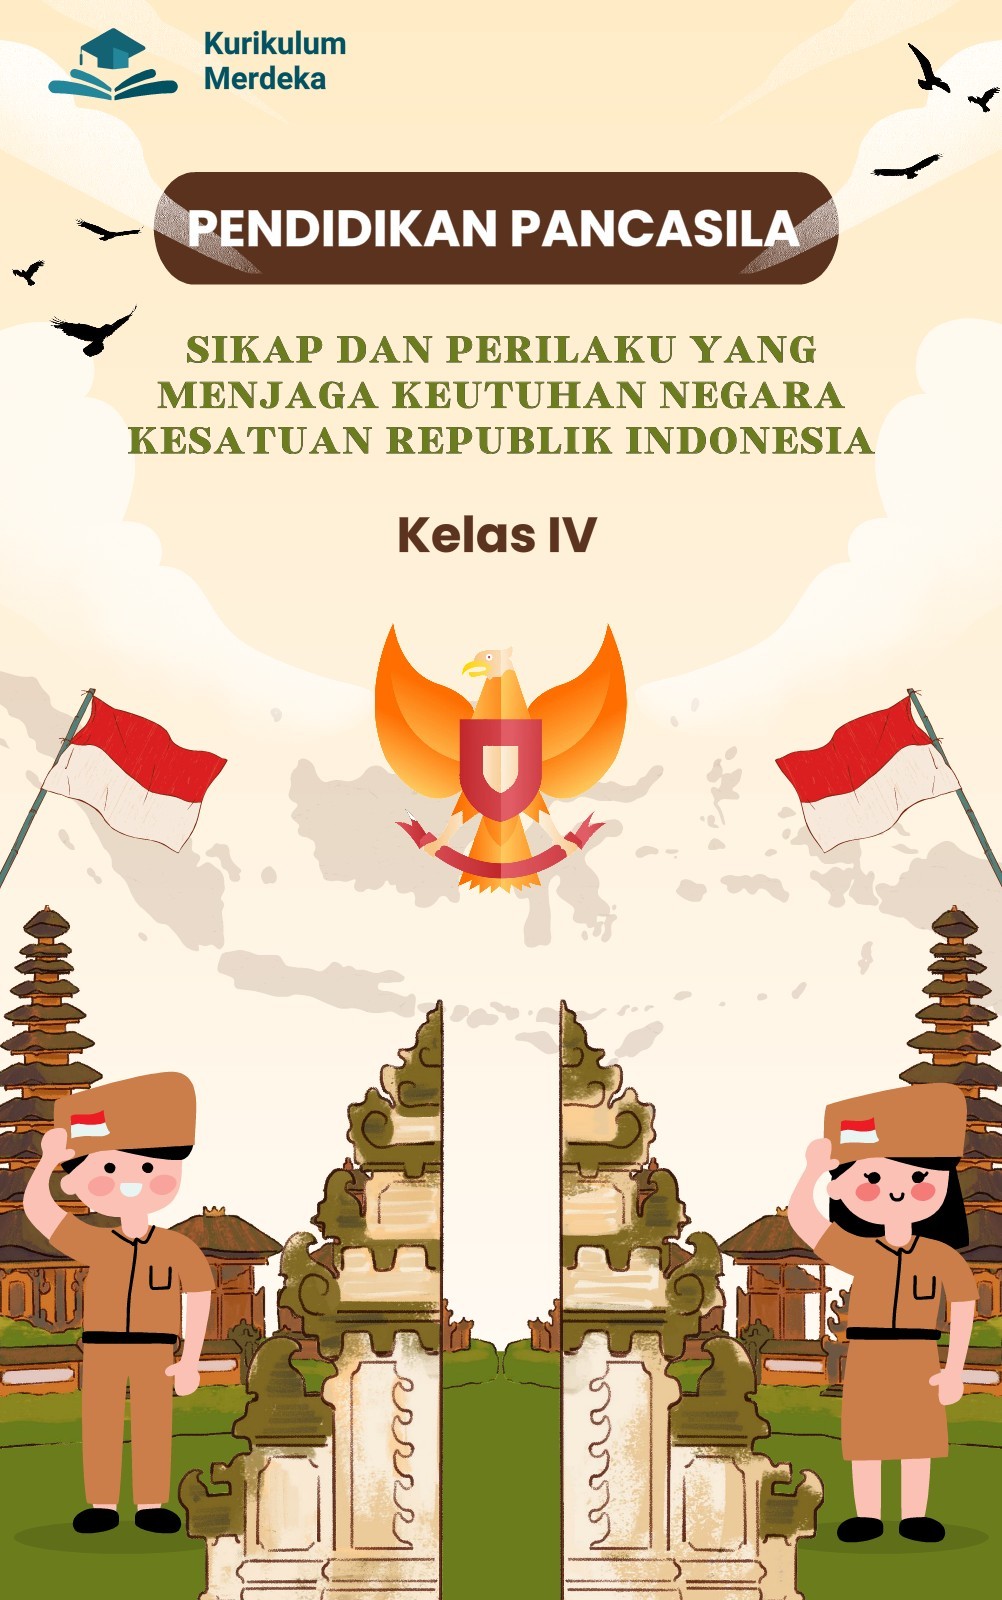 Kurikulum
Merdeka
PENDIDIKAN PANCASILA
SIKAP DAN PERILAKU YANG
MENJAGA KEUTUHAN NEGARA
KESATUAN REPUBLIK INDONESIA
Kelas IV